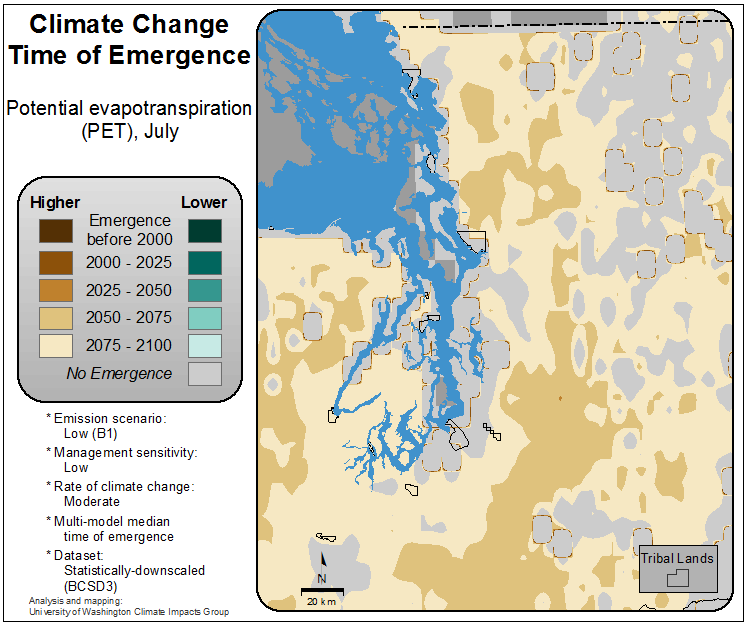 Climate Change
Time of Emergence
Potential evapotranspiration
(PET), July
Higher Lower
Emergence
before 2000
2000 - 2025
2025 - 2050
2050 - 2075
2075 - 2100
No Emergence
* Emission scenario:
Low (B1)
* Management sensitivity:
Low
* Rate of climate change:
Moderate
* Multi-model median
time of emergence
* Dataset:
Statistically-downscaled
(BCSD3)
Analysis and mapping:
University of Washington Climate Impacts Group
N
20 km
Tribal Lands